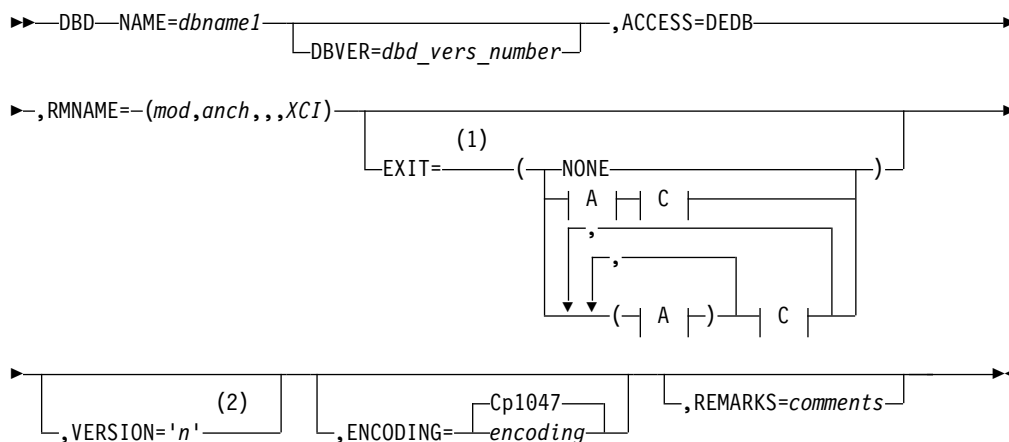 DBD NAME=dbname1 ,ACCESS=DEDB
DBVER=dbd_vers_number
,RMNAME= (mod,anch,,,XCI)
(1)
EXIT= ( NONE )
A C
,
,
( A ) C
(2)
,VERSION='n' ,ENCODING= Cp1047 ,REMARKS=comments
encoding